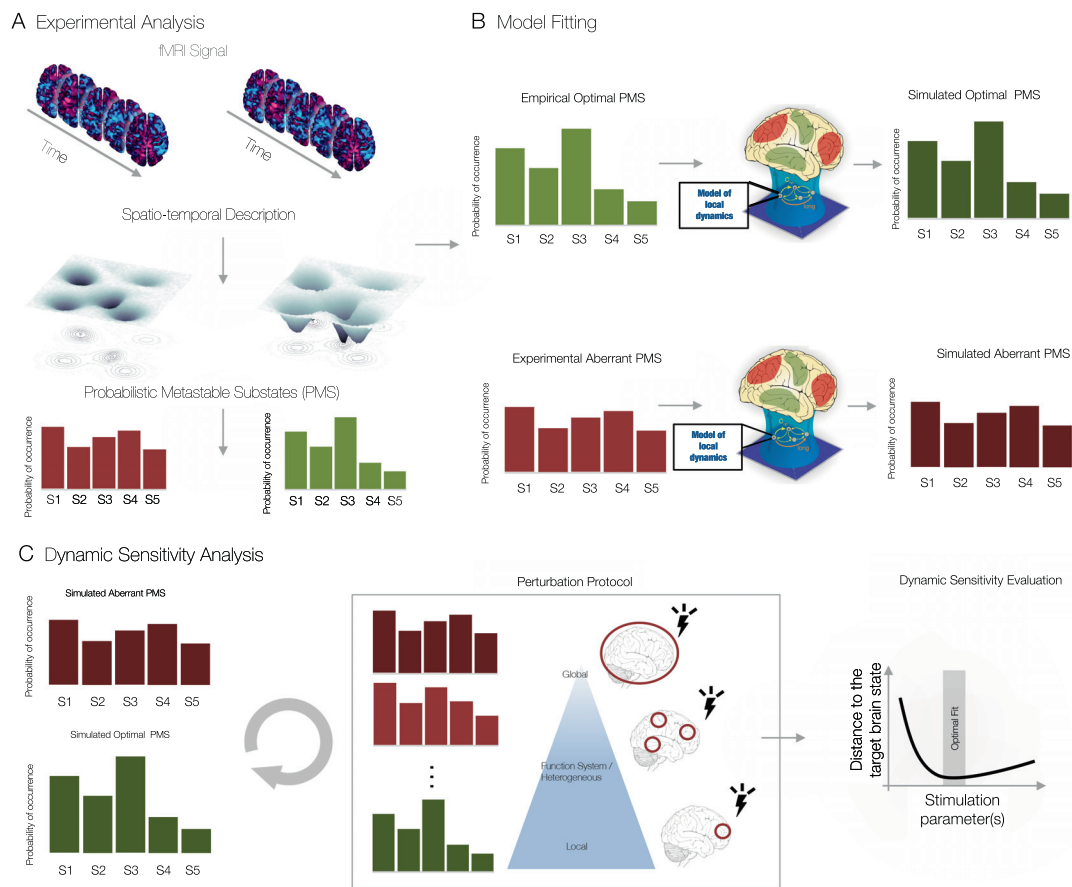 A Experimental Analysis
fMRI Signal
Time
Time
Spatio-temporal Description
Probabilistic Metastable Substates (PMS)
Probability of occurrence
S1 S2 S3 S4 S5
Probability of occurrence
S1 S2 S3 S4 S5
B Model Fitting
Empirical Optimal PMS
Probability of occurrence
S1 S2 S3 S4 S5
Model of
local
dynamics
C
long
Simulated Optimal PMS
Probability of occurrence
S1 S2 S3 S4 S5
Experimental Aberrant PMS
Probability of occurrence
S1 S2 S3 S4 S5
Model of
local
dynamics
long
Simulated Aberrant PMS
Probability of occurrence
S1 S2 S3 S4 S5
C Dynamic Sensitivity Analysis
Simulated Aberrant PMS
Probability of occurrence
S1 S2 S3 S4 S5
Simulated Optimal PMS
Probability of occurrence
S1 S2 S3 S4 S5
Perturbation Protocol
Global
Function System /
Heterogeneous
Local
Dynamic Sensitivity Evaluation
Distance to the
target brain state
Optimal Fit
Stimulation
parameter(s)